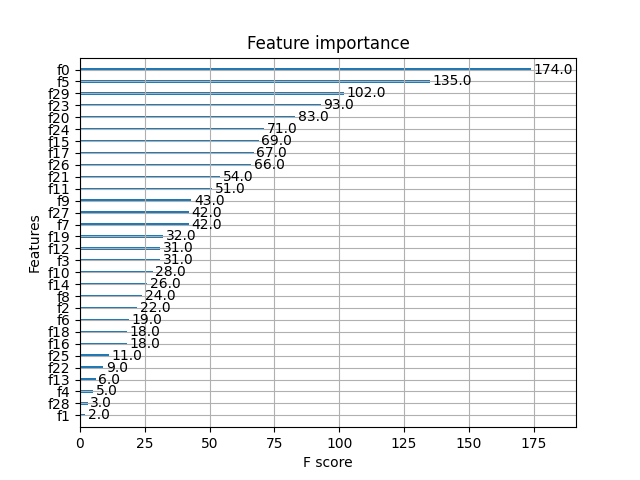 Feature importance
Features
f0 174.0
f5 135.0
f29 102.0
f23 93.0
f20 83.0
f24 71.0
f15 69.0
f17 67.0
f26 66.0
f21 54.0
f11 51.0
f9 43.0
f27 42.0
f7 42.0
f19 32.0
f12 31.0
f3 31.0
f10 28.0
f14 26.0
f8 24.0
f2 22.0
f6 19.0
f18 18.0
f16 18.0
f25 11.0
f22 9.0
f13 6.0
f4 5.0
f28 3.0
f1 2.0
0 25 50 75 100 125 150 175
F score